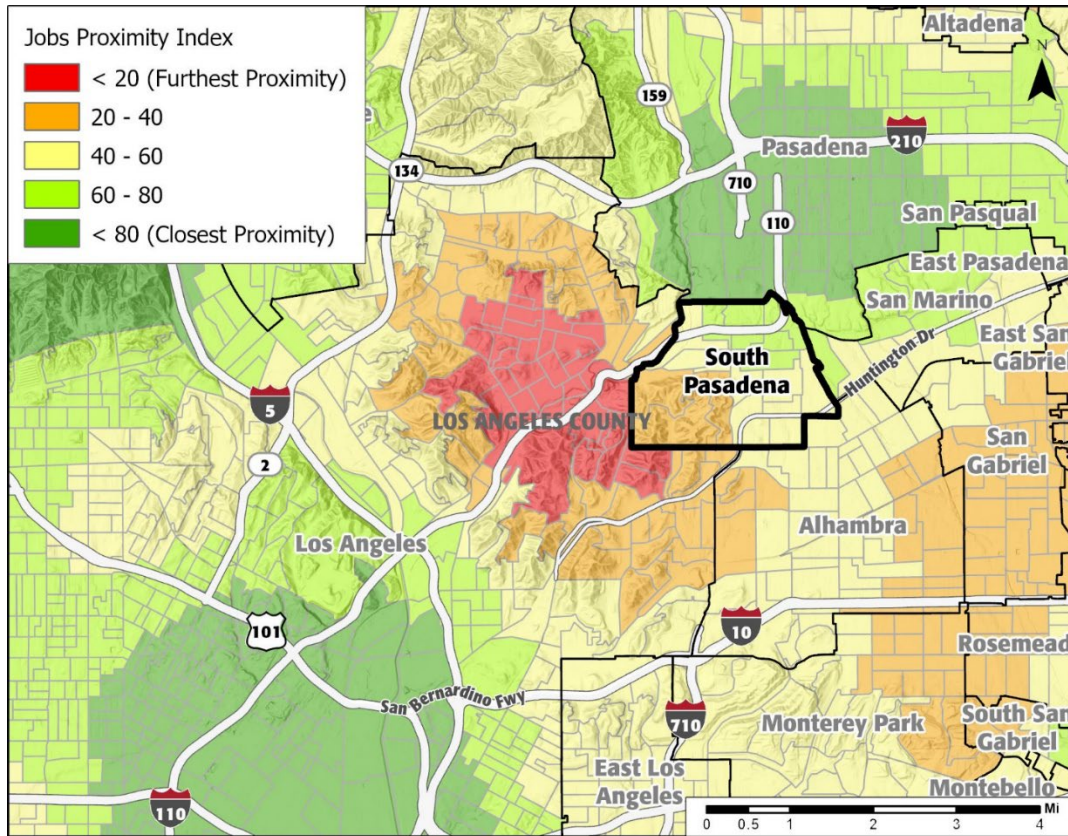 Jobs Proximity Index
< 20 (Furthest Proximity)
20 - 40
40 - 60
60 - 80
< 80 (Closest Proximity)
Altadena
N
159
134
Pasadena
210
710
110
San Pasqual
East Pasadena
San Marino
Huntington Dr
East San
Gabriel
South
Pasadena
5
LOS ANGELES COUNTY
2
San
Gabriel
Los Angeles
Alhambra
101
10
Rosemead
San Bernardino Fwy
710
Monterey Park
South San
Gabriel
East Los
Angeles
Montebello
110
Mi
0 0.5 1 2 3 4